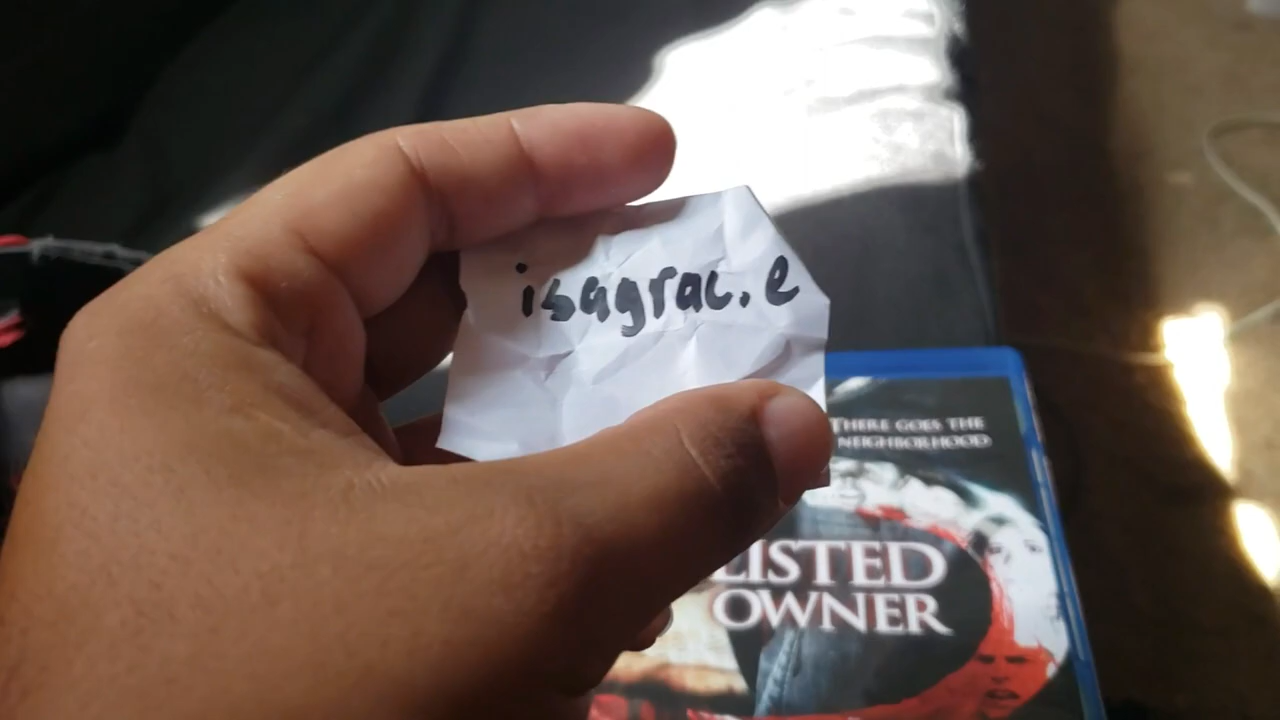 isagrac.e
THERE GOES THE
NEIGHBORHOOD
LISTED
OWNER